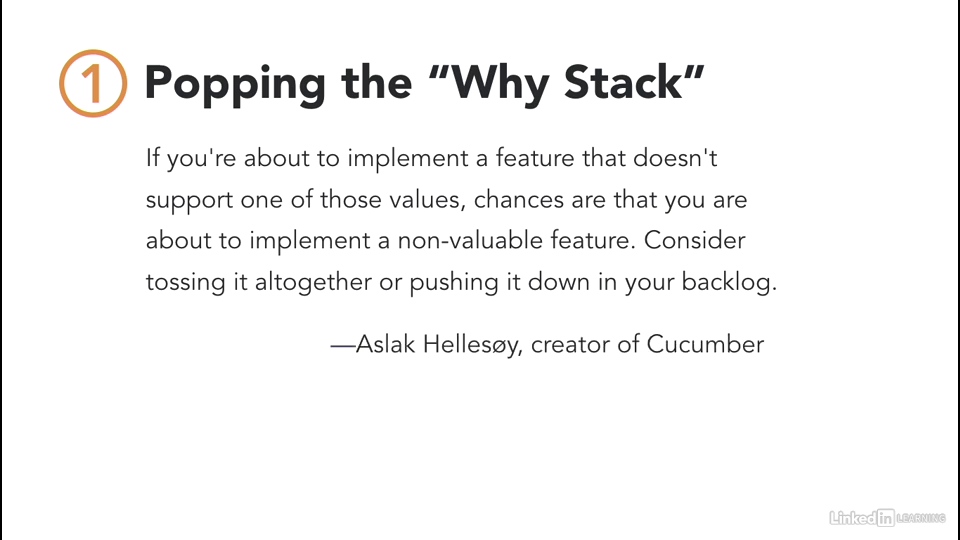 1 Popping the “Why Stack”
If you're about to implement a feature that doesn't
support one of those values, chances are that you are
about to implement a non-valuable feature. Consider
tossing it altogether or pushing it down in your backlog.
—Aslak Hellesøy, creator of Cucumber
Linked in LEARNING